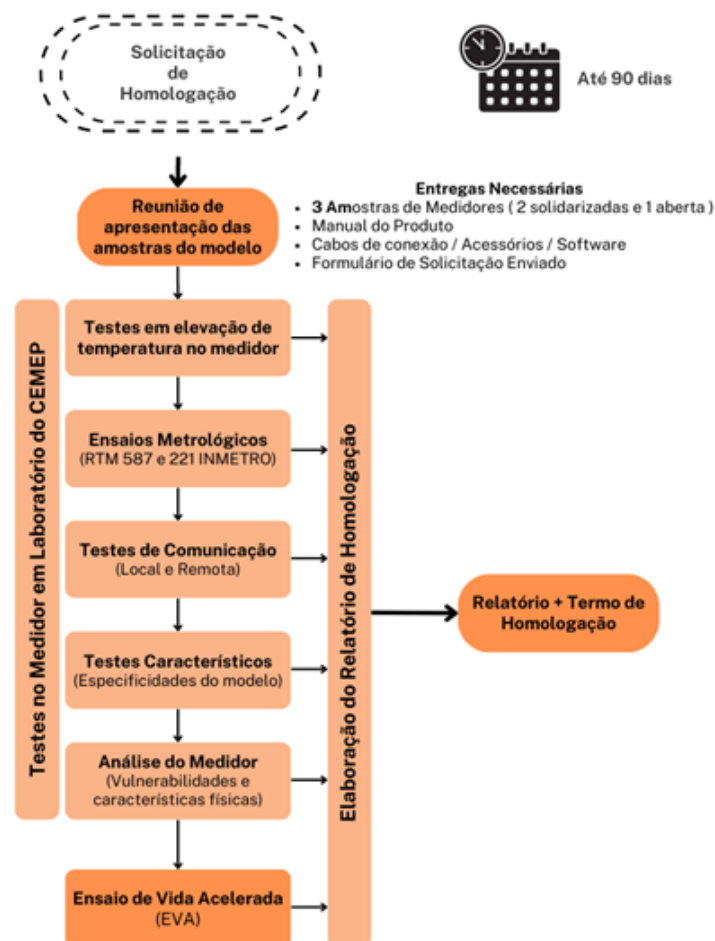 Solicitação
de
Homologação
Até 90 dias
Reunião de
apresentação das
amostras do modelo
Entregas Necessárias
• 3 Amostras de Medidores ( 2 solidarizadas e 1 aberta )
• Manual do Produto
• Cabos de conexão / Acessórios / Software
• Formulário de Solicitação Enviado
Testes no Medidor em Laboratório do CEMEP
Testes em elevação de
temperatura no medidor
Ensaios Metrológicos
(RTM 587 e 221 INMETRO)
Testes de Comunicação
(Local e Remota)
Testes Característicos
(Especificidades do modelo)
Análise do Medidor
(Vulnerabilidades e
características físicas)
Ensaio de Vida Acelerada
(EVA)
Elaboração do Relatório de Homologação
Relatório + Termo de
Homologação